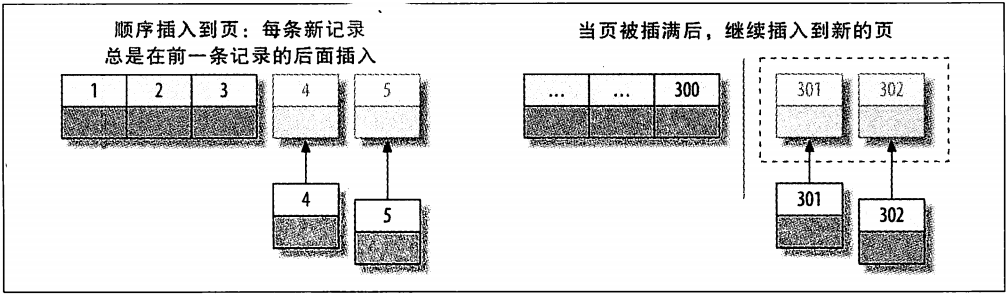 顺序插入到页：每条新记录
总是在前一条记录的后面插入
1 2 3 4 5
4
5
当页被插满后，继续插入到新的页
... ... 300 301 302
301
302